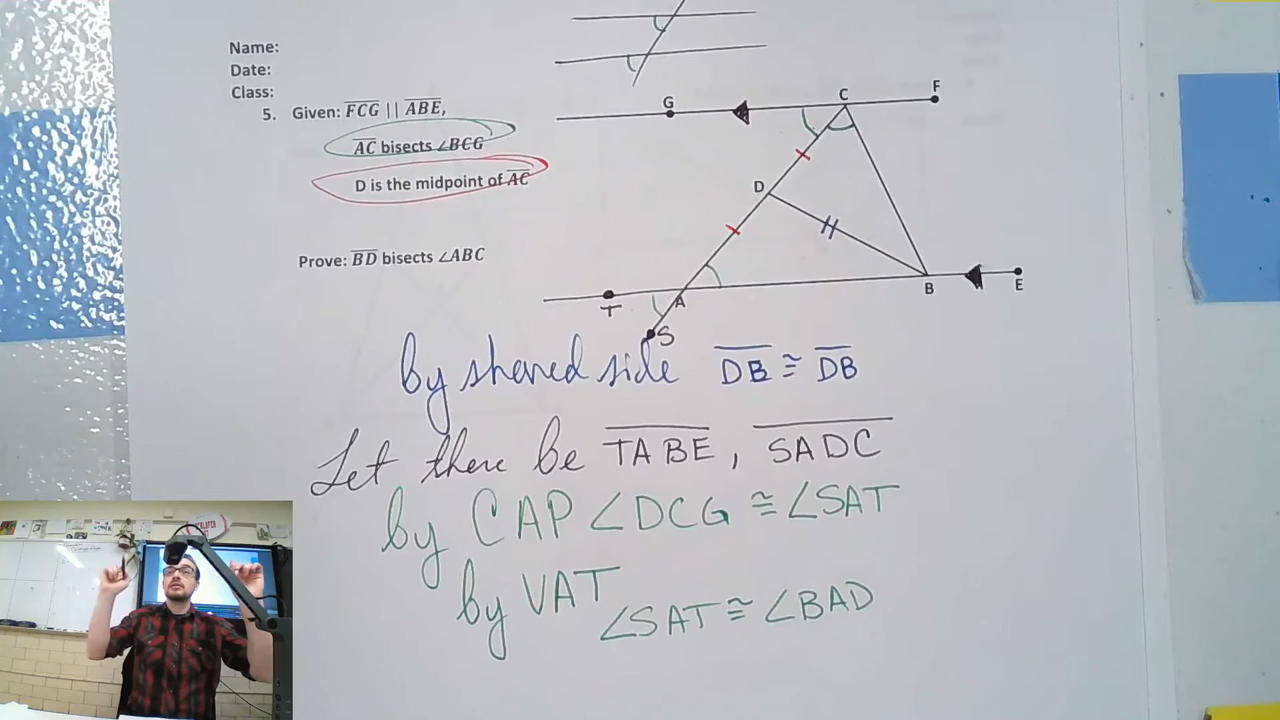 Name:
Date:
Class:
5. Given: FCG || ABE,
AC bisects ∠BCG
D is the midpoint of AC
Prove: BD bisects ∠ABC
G
C
F
D
T
A
B
E
S
by shared side DB ≅ DB
Let there be TABE, SADC
by CAP ∠DCG ≅ ∠SAT
by VAT
∠SAT ≅ ∠BAD